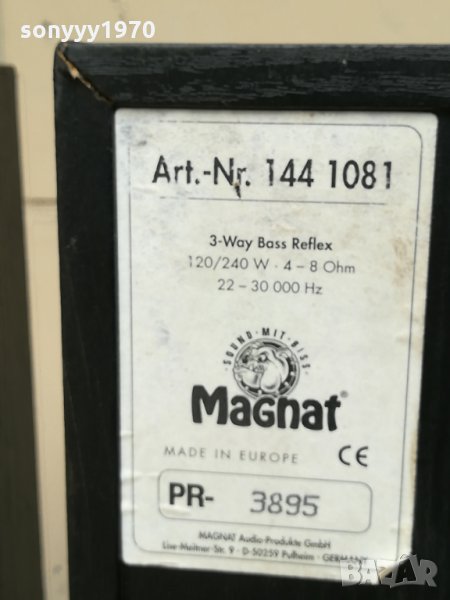 sonyyy1970
Art.-Nr. 144 1081
3-Way Bass Reflex
120/240 W · 4 – 8 Ohm
22 – 30 000 Hz
SOUND · MIT · BISS
Magnat®
MADE IN EUROPE CE
PR- 3895
MAGNAT Audio-Produkte GmbH
Lise-Meitner-Str. 9 · D-50259 Pulheim · GERMANY
BAZAR